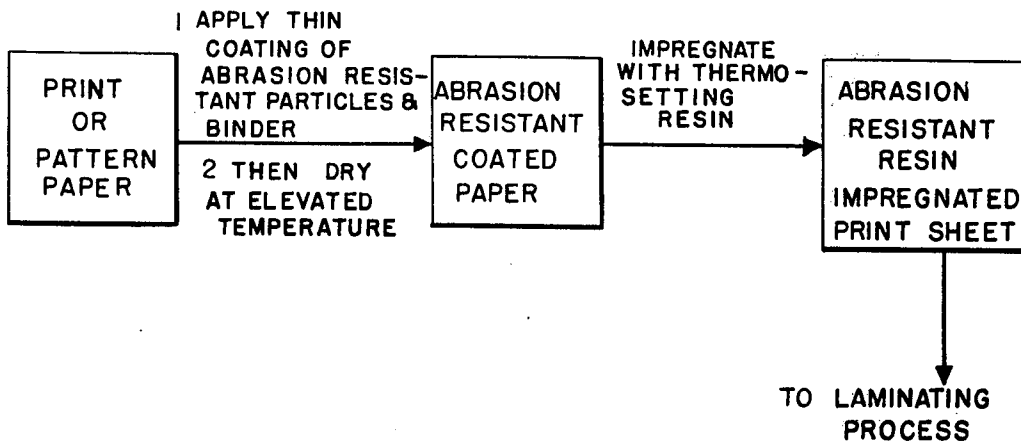 PRINT
OR
PATTERN
PAPER
1 APPLY THIN
COATING OF
ABRASION RESIS-
TANT PARTICLES &
BINDER
2 THEN DRY
AT ELEVATED
TEMPERATURE
ABRASION
RESISTANT
COATED
PAPER
IMPREGNATE
WITH THERMO-
SETTING
RESIN
ABRASION
RESISTANT
RESIN
IMPREGNATED
PRINT SHEET
TO LAMINATING
PROCESS